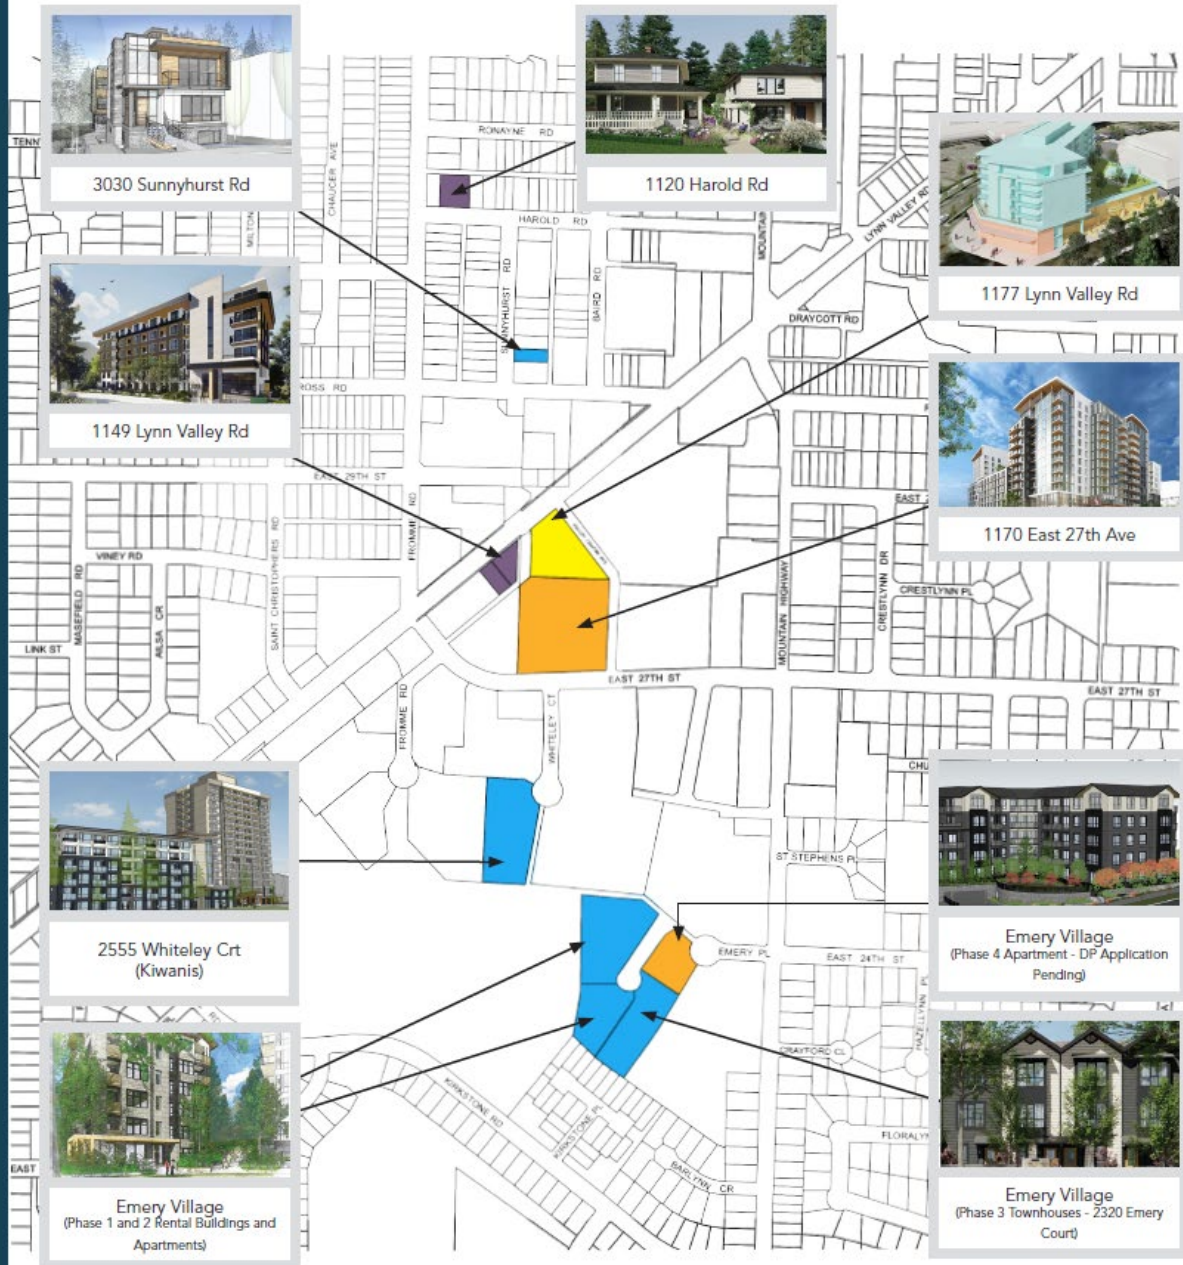 3030 Sunnyhurst Rd
1120 Harold Rd
1177 Lynn Valley Rd
1149 Lynn Valley Rd
1170 East 27th Ave
2555 Whiteley Crt
(Kiwanis)
Emery Village
(Phase 4 Apartment - DP Application
Pending)
Emery Village
(Phase 1 and 2 Rental Buildings and
Apartments)
Emery Village
(Phase 3 Townhouses - 2320 Emery
Court)
RONAYNE RD
CHAUCER AVE
MILTON
HAROLD RD
SUNNYHURST RD
BAIRD RD
MOUNTAIN
LYNN VALLEY RD
DRAYCOTT RD
ROSS RD
EAST 29TH ST
FROMME RD
VINEY RD
MASEFIELD RD
AILSA CR
SAINT CHRISTOPHERS RD
LINK ST
MOUNTAIN HIGHWAY
CRESTLYNN DR
CRESTLYNN PL
EAST 27TH ST
EAST 27TH ST
FROMME RD
WHITELEY CT
ST STEPHENS PL
EMERY PL
EAST 24TH ST
HAZELLYNN PL
CRAYFORD CL
KIRKSTONE RD
KIRKSTONE PL
BARLYNN CR
EAST